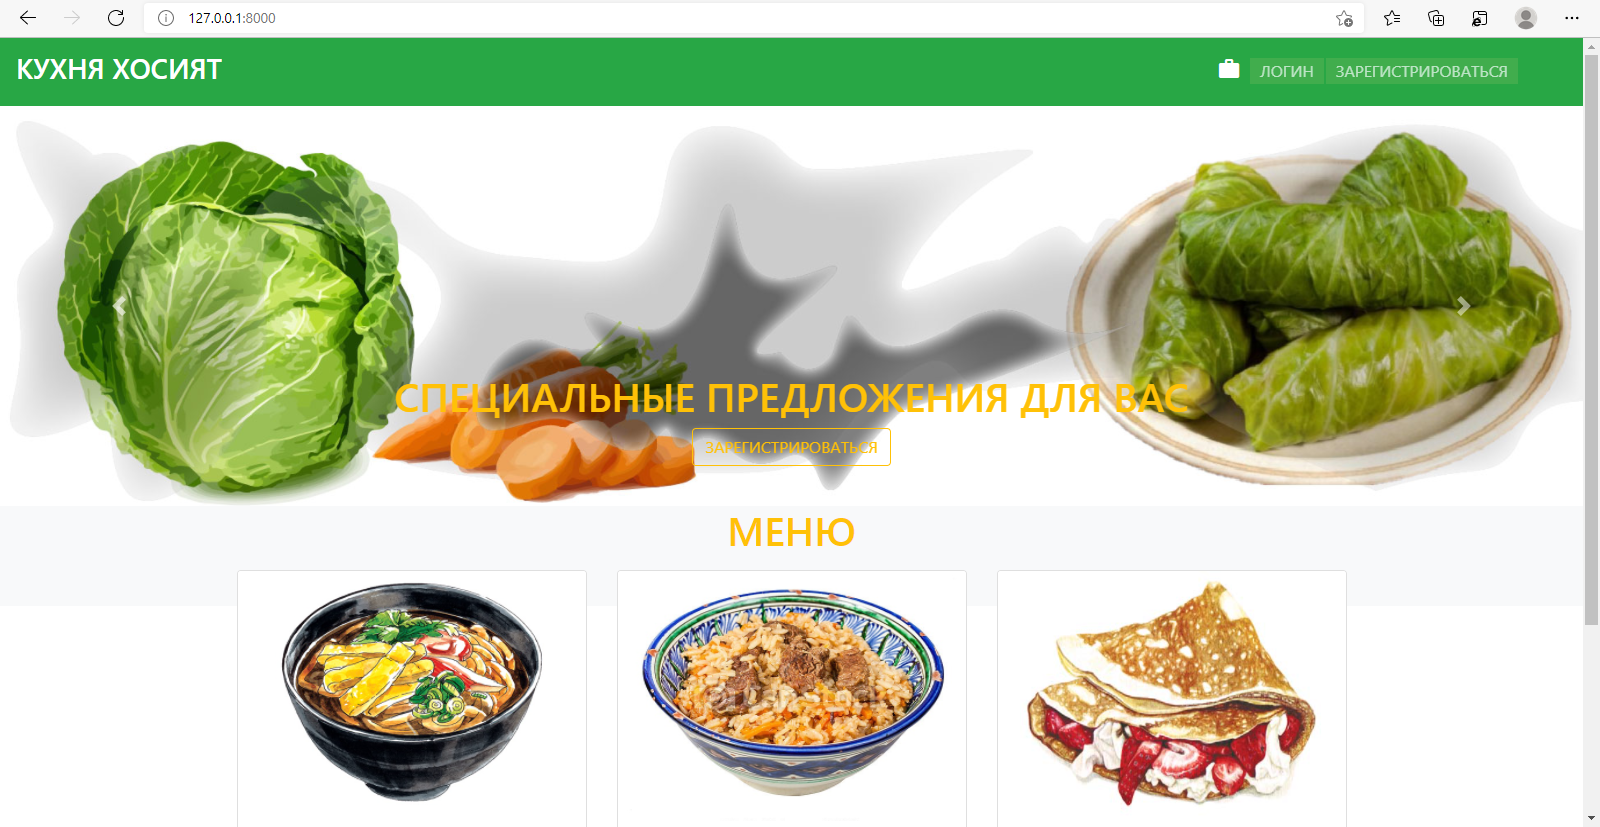 127.0.0.1:8000
КУХНЯ ХОСИЯТ
ЛОГИН
ЗАРЕГИСТРИРОВАТЬСЯ
СПЕЦИАЛЬНЫЕ ПРЕДЛОЖЕНИЯ ДЛЯ ВАС
ЗАРЕГИСТРИРОВАТЬСЯ
МЕНЮ